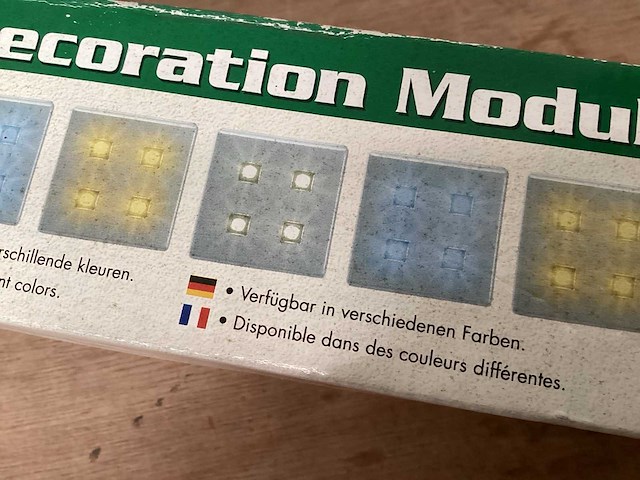 ecoration Modul
rschillende kleuren.
nt colors.
• Verfügbar in verschiedenen Farben.
• Disponible dans des couleurs différentes.